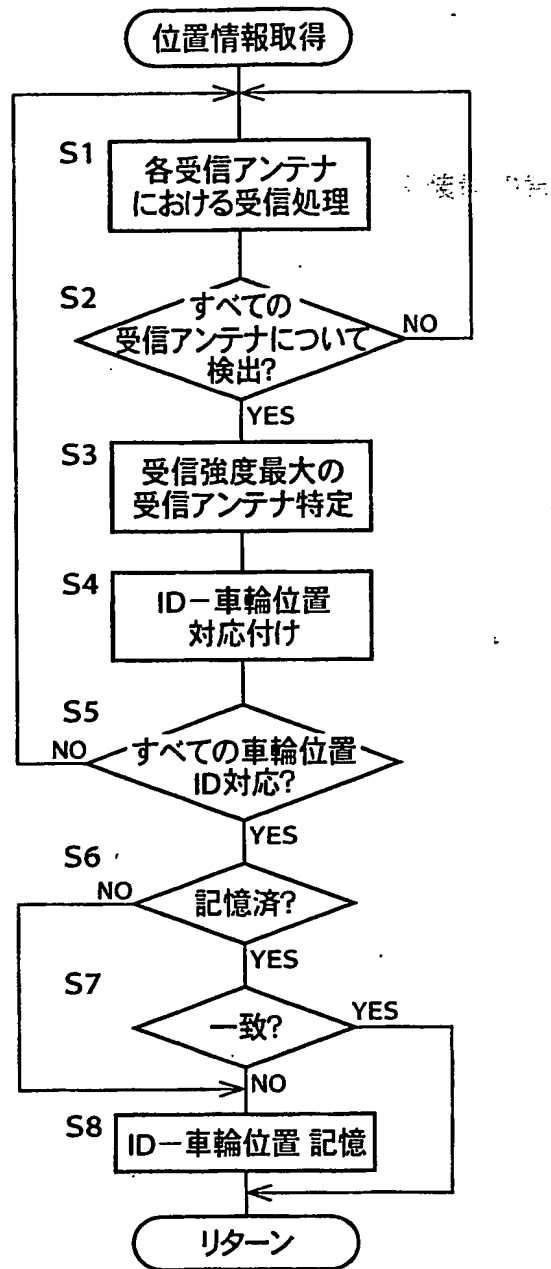 位置情報取得
S1
各受信アンテナ
における受信処理
S2
すべての
受信アンテナについて
検出?
NO
YES
S3
受信強度最大の
受信アンテナ特定
S4
ID－車輪位置
対応付け
S5
すべての車輪位置
ID対応?
NO
YES
S6
記憶済?
NO
YES
S7
一致?
YES
NO
S8
ID－車輪位置 記憶
リターン